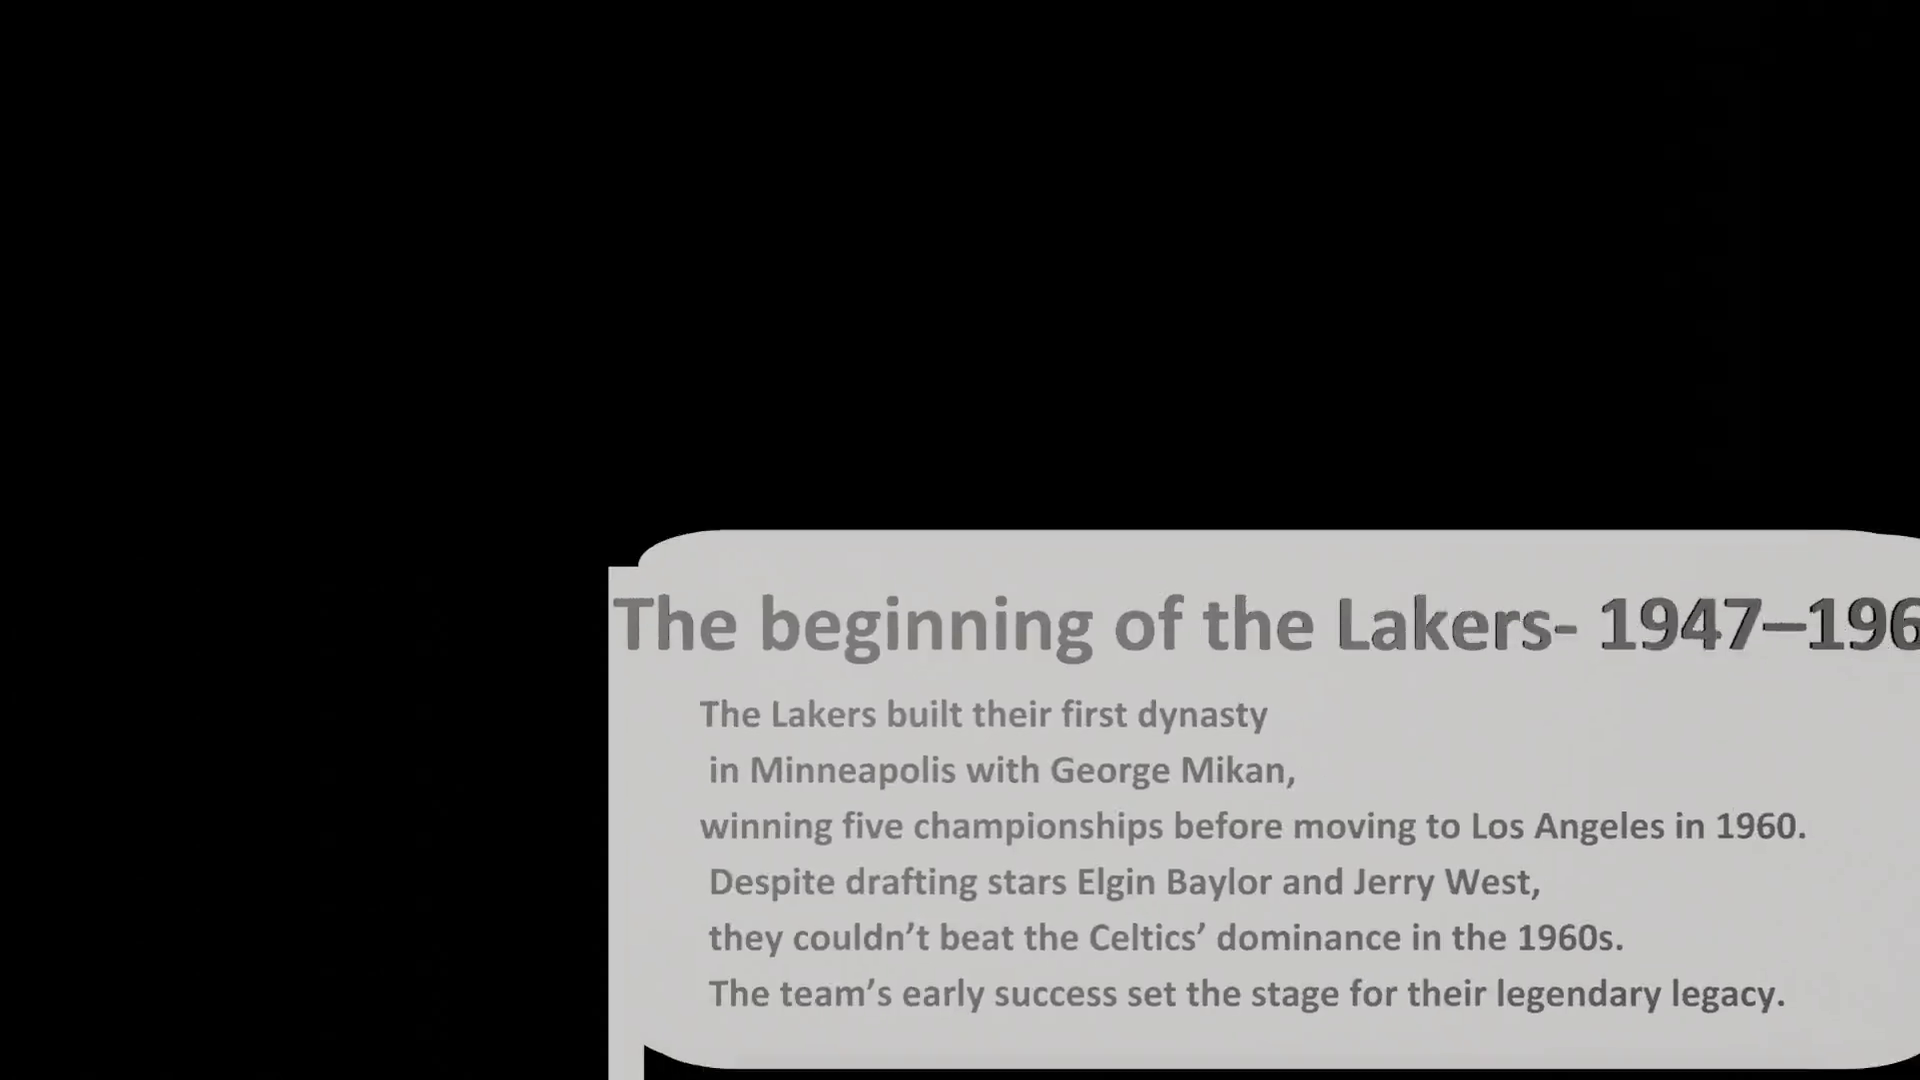 The beginning of the Lakers- 1947–196
The Lakers built their first dynasty
in Minneapolis with George Mikan,
winning five championships before moving to Los Angeles in 1960.
Despite drafting stars Elgin Baylor and Jerry West,
they couldn’t beat the Celtics’ dominance in the 1960s.
The team’s early success set the stage for their legendary legacy.